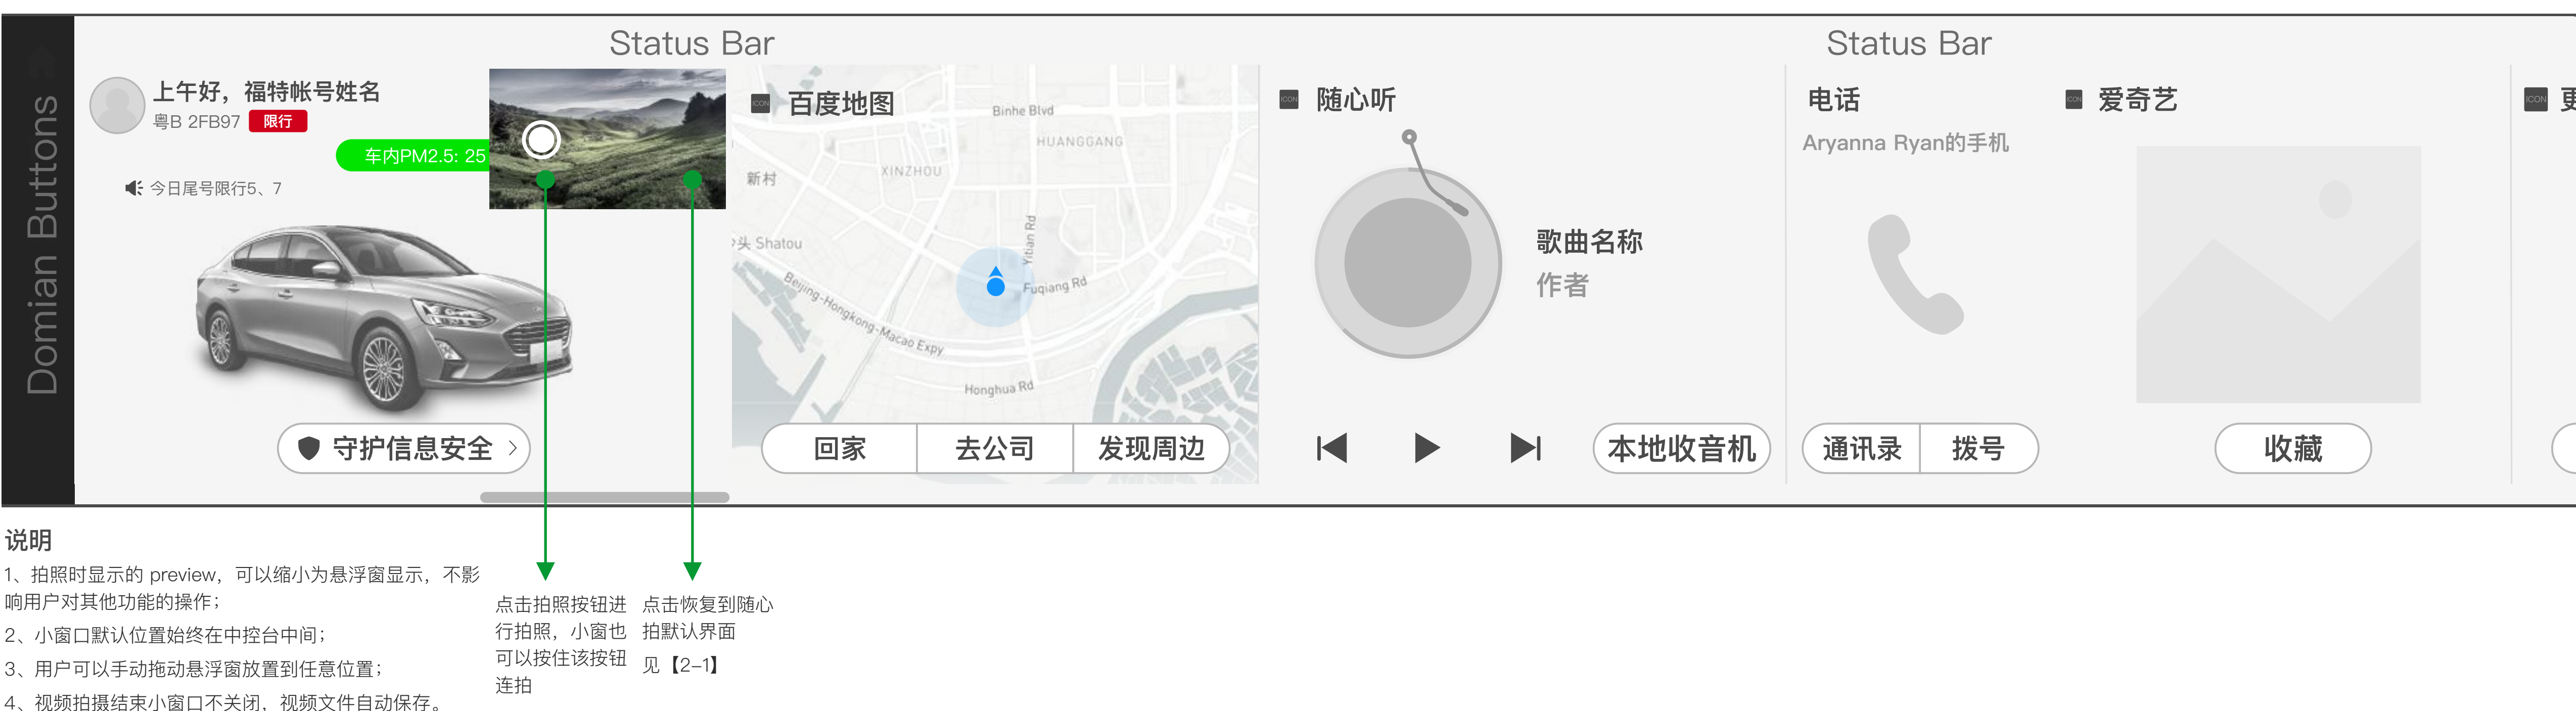 Status Bar
Status Bar
Domian Buttons
上午好，福特帐号姓名
粤B 2FB97 限行
车内PM2.5: 25
今日尾号限行5、7
守护信息安全
ICON 百度地图
Binhe Blvd
HUANGGANG
XINZHOU
新村
头 Shatou
Yitian Rd
Fuqiang Rd
Beijing-Hongkong-Macao Expy
Honghua Rd
回家 去公司 发现周边
ICON 随心听
歌曲名称
作者
本地收音机
电话
Aryanna Ryan的手机
通讯录 拨号
ICON 爱奇艺
收藏
ICON
说明
1、拍照时显示的 preview，可以缩小为悬浮窗显示，不影
响用户对其他功能的操作；
2、小窗口默认位置始终在中控台中间；
3、用户可以手动拖动悬浮窗放置到任意位置；
4、视频拍摄结束小窗口不关闭，视频文件自动保存。
点击拍照按钮进
行拍照，小窗也
可以按住该按钮
连拍
点击恢复到随心
拍默认界面
见【2-1】